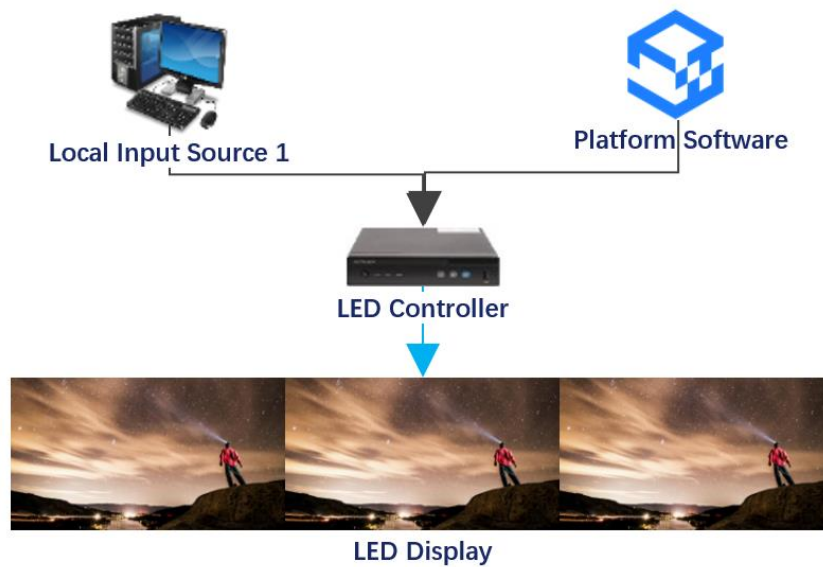 Local Input Source 1
Platform Software
LED Controller
LED Display